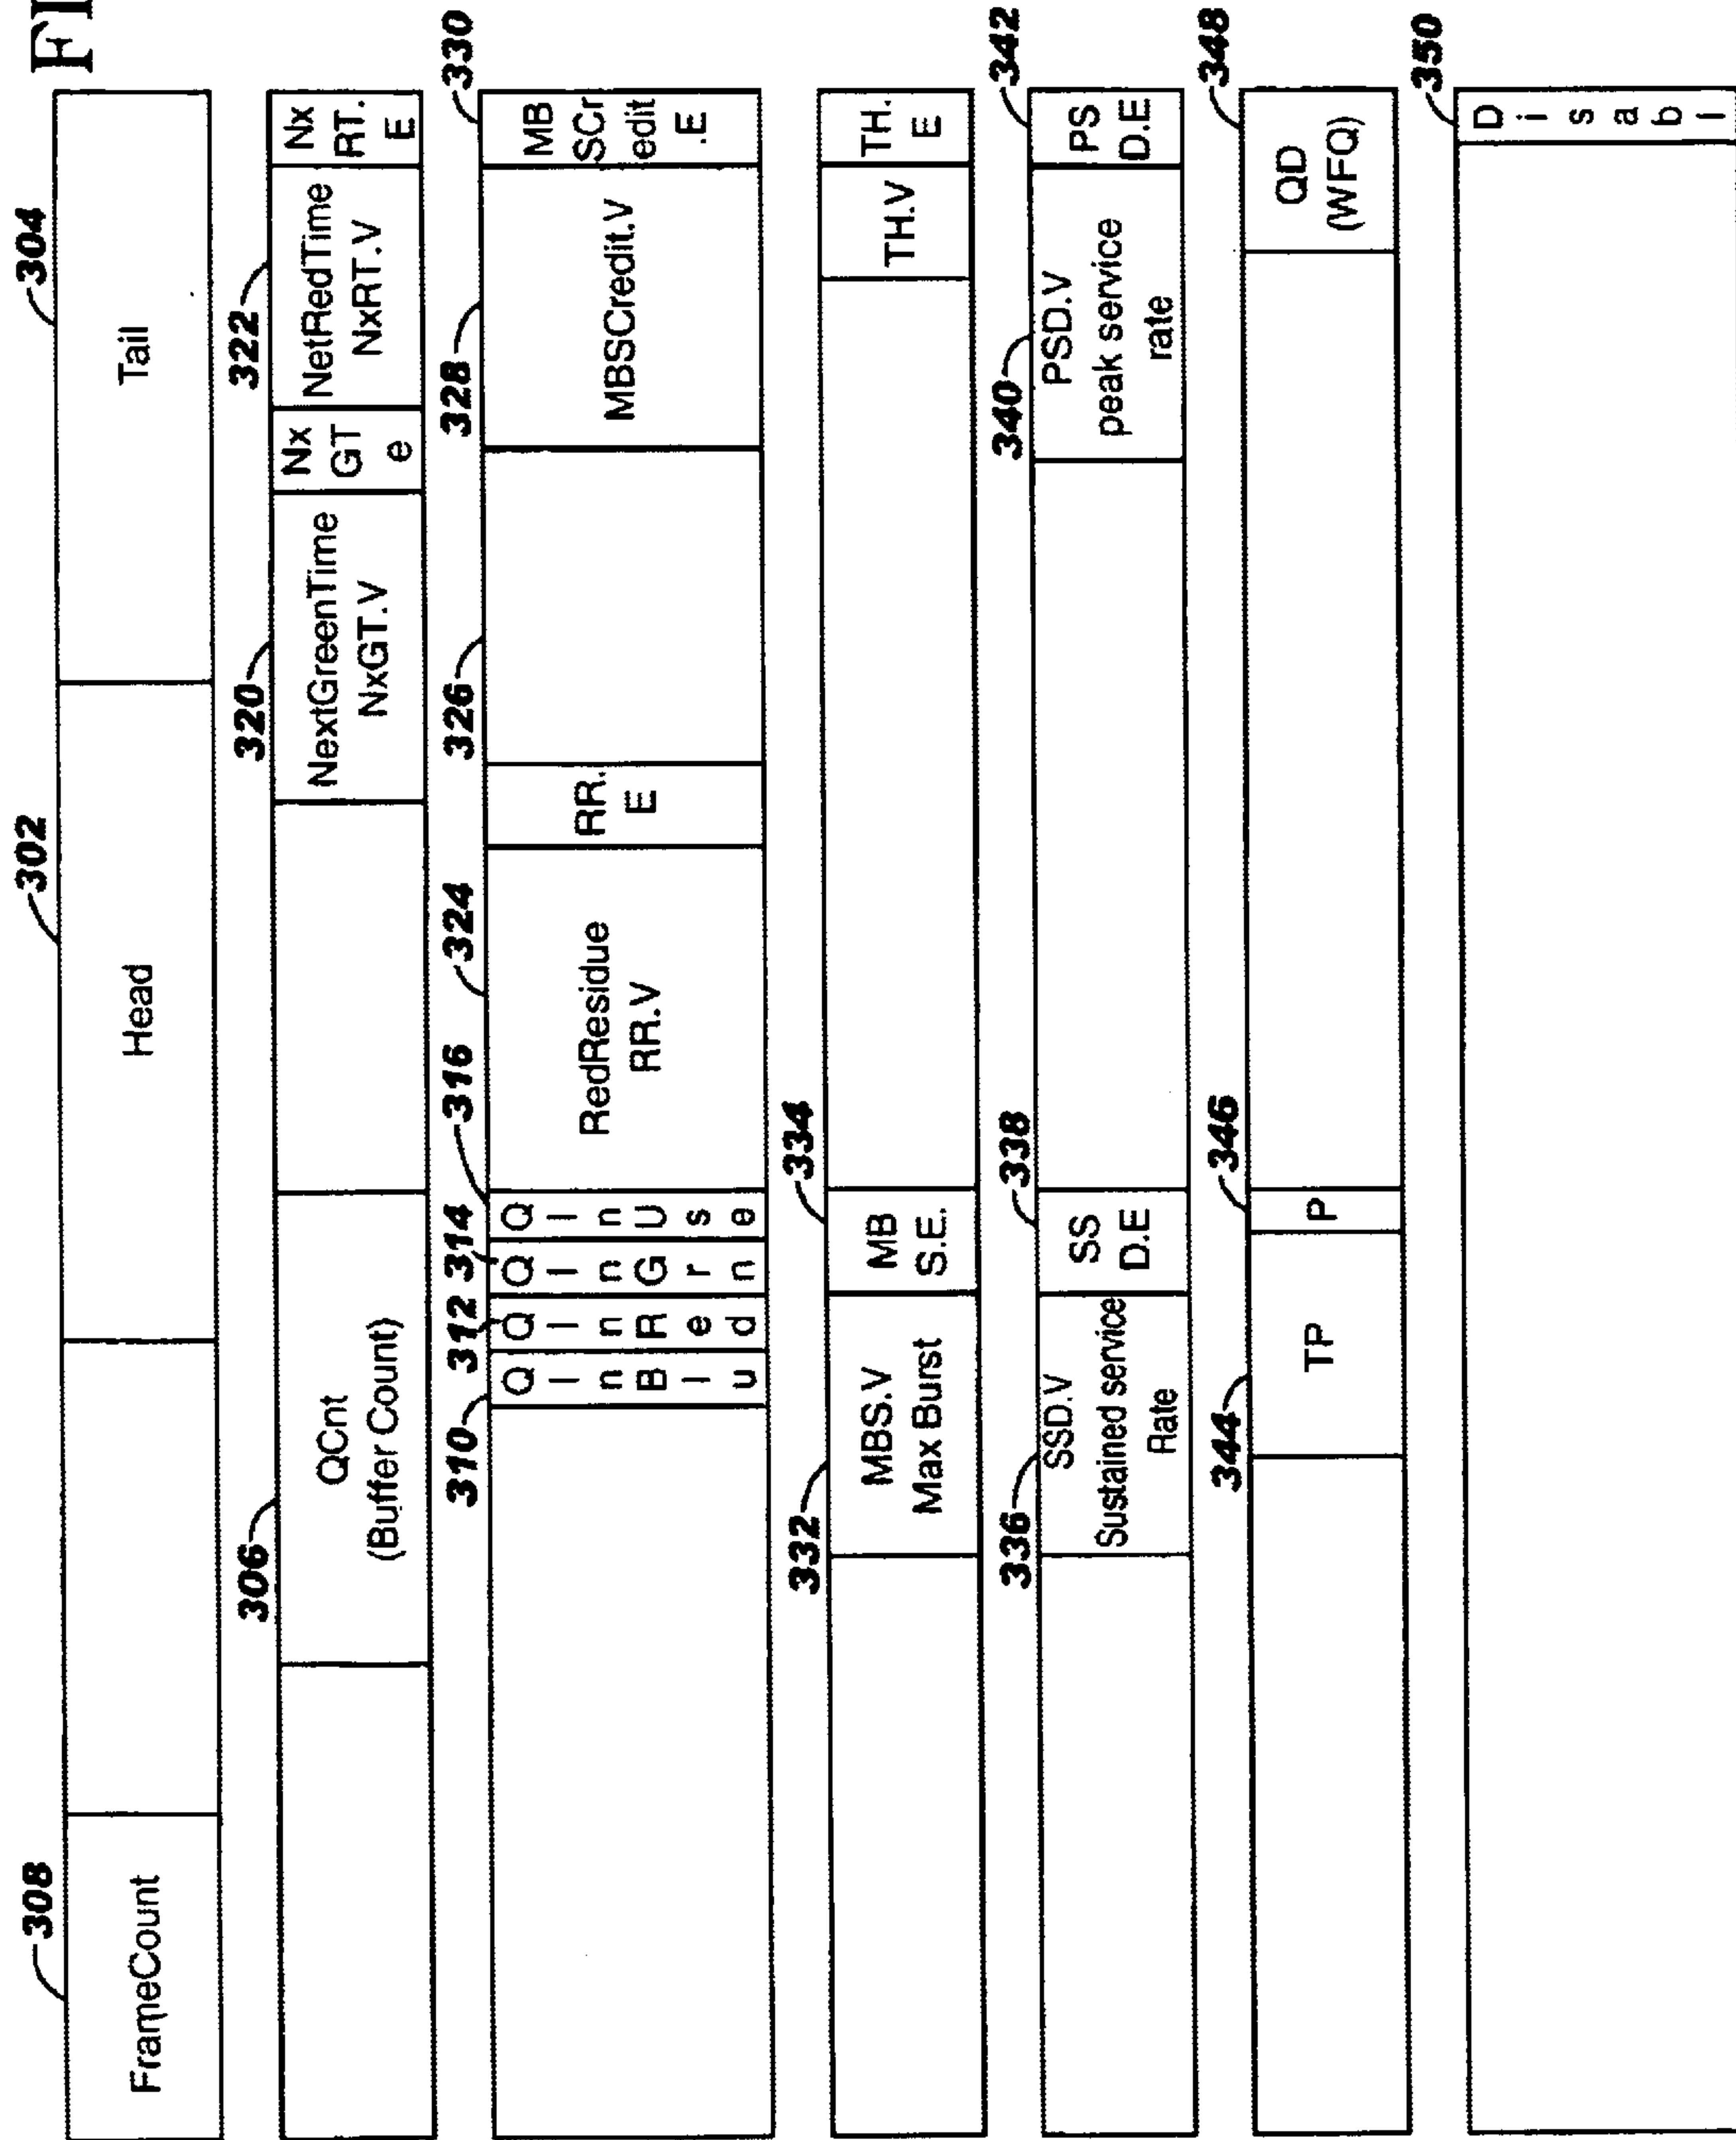 308
302
304
FrameCount
Head
Tail
306
320
322
QCnt
(Buffer Count)
NextGreenTime
NxGT.V
Nx
GT
e
NetRedTime
NxRT.V
Nx
RT.
E
310
312
314
316
324
326
328
330
Q I n B l u
Q I n R e d
Q I n G r n
Q I n U s e
RedResidue
RR.V
RR.
E
MBSCredit.V
MB
SCr
edit
.E
332
334
MBS.V
Max Burst
MB
S.E.
TH.V
TH.
E
336
338
340
342
SSD.V
Sustained service
Rate
SS
D.E
PSD.V
peak service
rate
PS
D.E
344
346
348
TP
P
QD
(WFQ)
350
D i s a b l